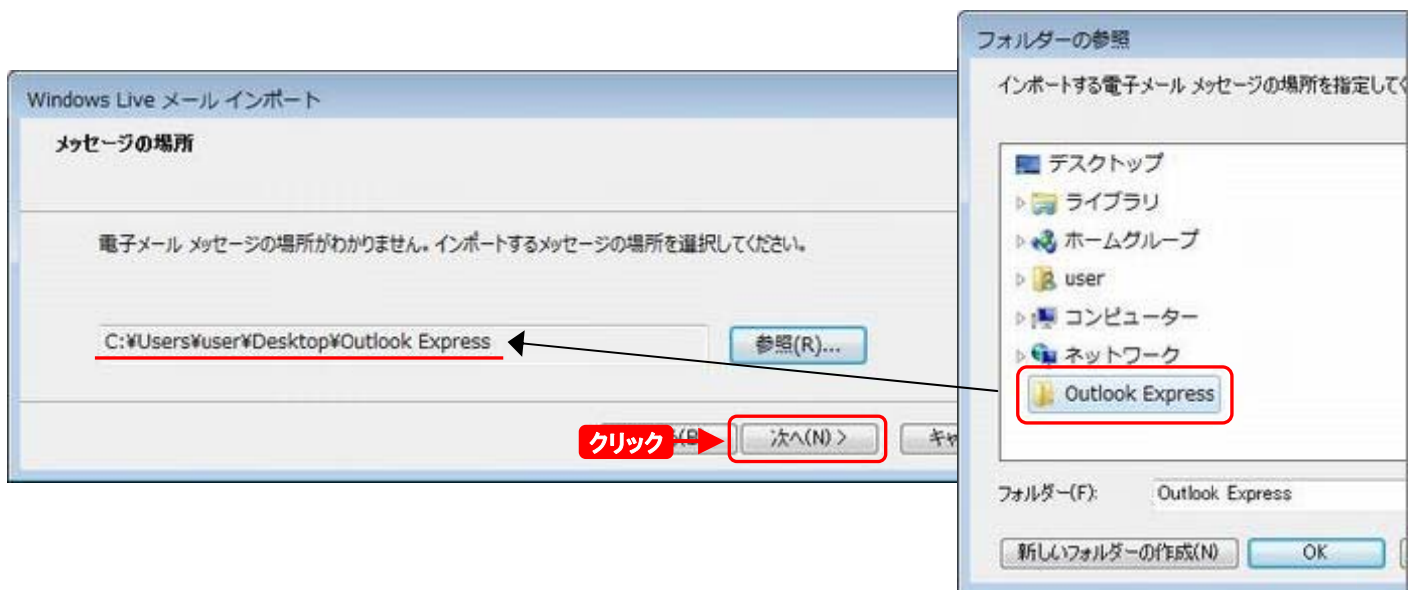 Windows Live メール インポート
メッセージの場所
電子メール メッセージの場所がわかりません。インポートするメッセージの場所を選択してください。
C:¥Users¥user¥Desktop¥Outlook Express
参照(R)...
クリック
次へ(N) >
キャ
フォルダーの参照
インポートする電子メール メッセージの場所を指定して
デスクトップ
ライブラリ
ホームグループ
user
コンピューター
ネットワーク
Outlook Express
フォルダー(F):
Outlook Express
新しいフォルダーの作成(N)
OK